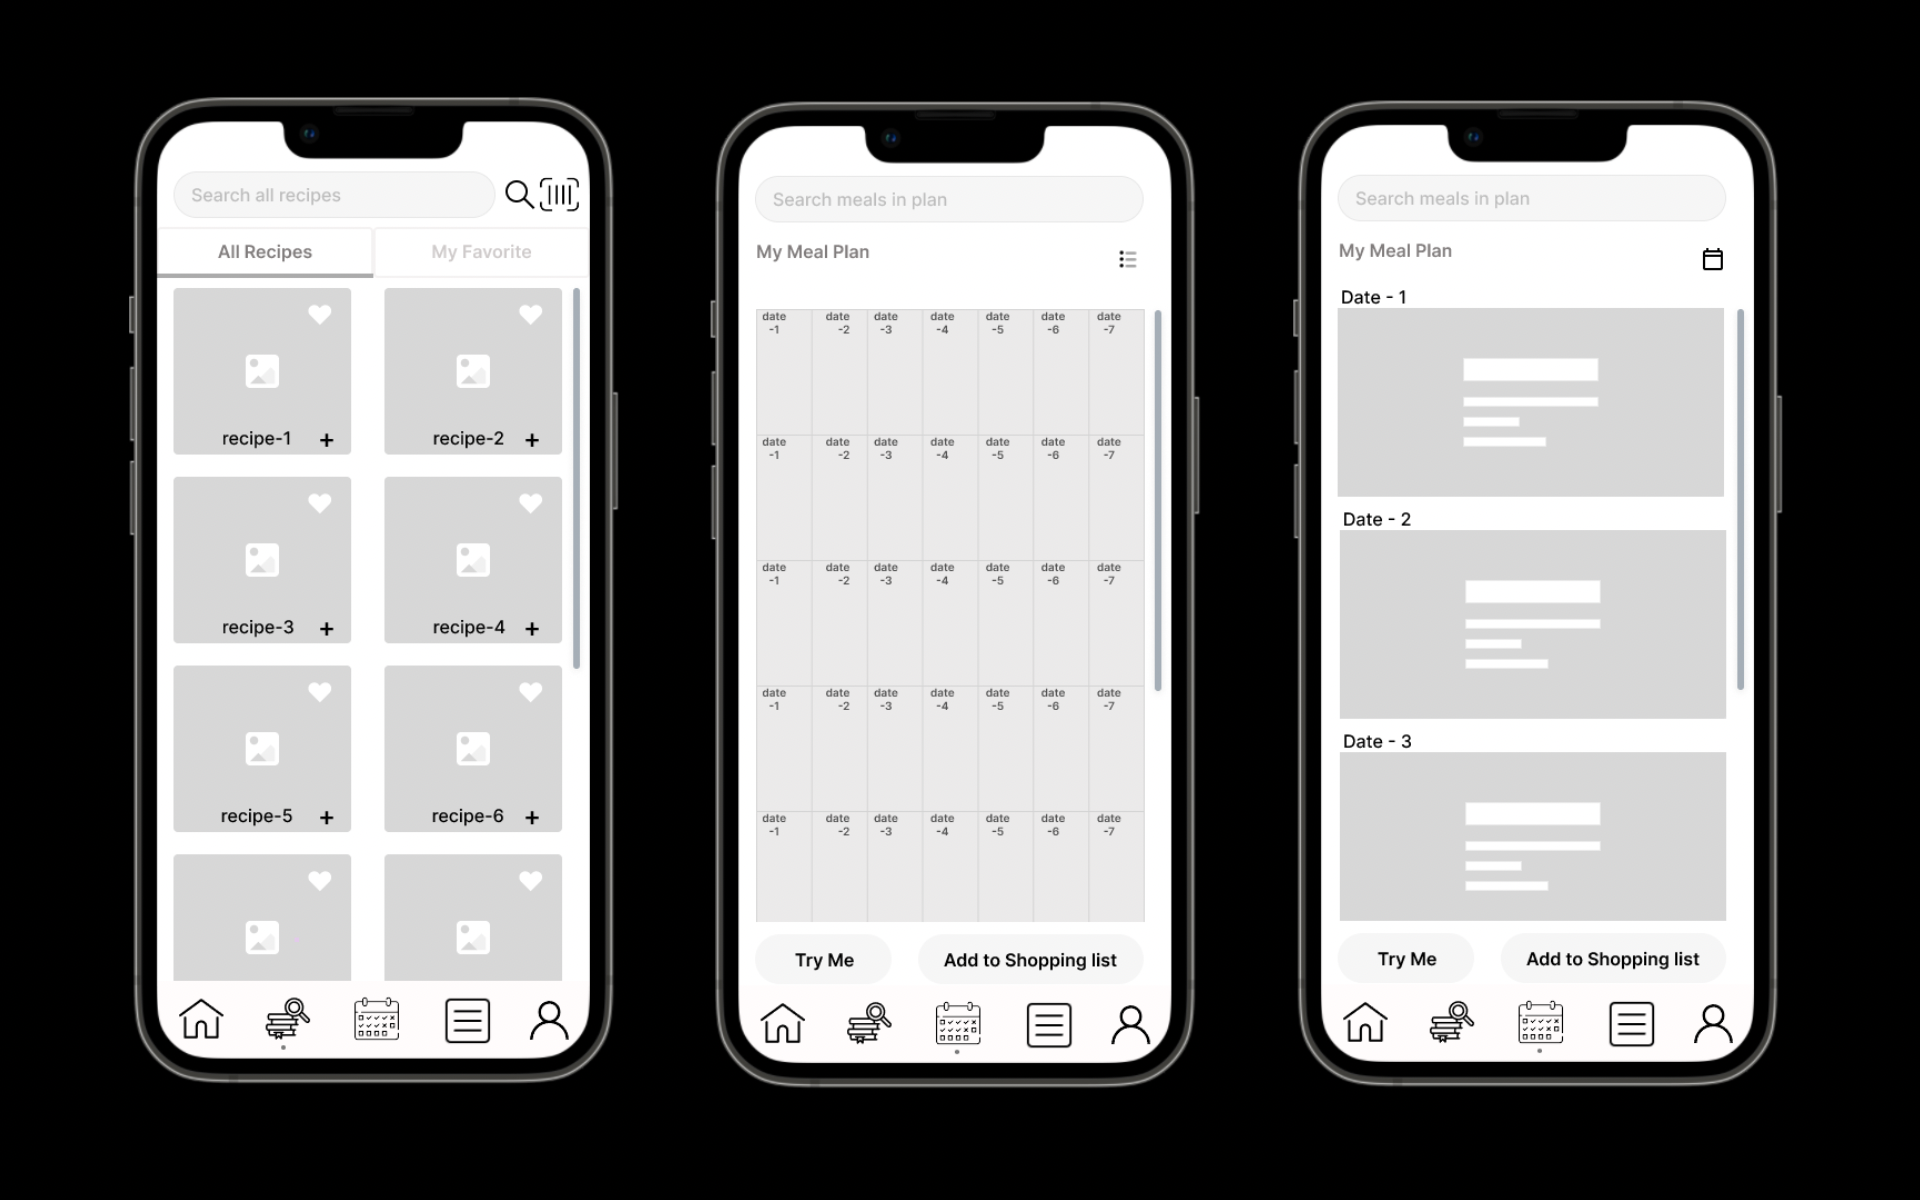 Search all recipes
All Recipes
My Favorite
recipe-1 +
recipe-2 +
recipe-3 +
recipe-4 +
recipe-5 +
recipe-6 +
Search meals in plan
My Meal Plan
date date date date date date date
-1 -2 -3 -4 -5 -6 -7
date date date date date date date
-1 -2 -3 -4 -5 -6 -7
date date date date date date date
-1 -2 -3 -4 -5 -6 -7
date date date date date date date
-1 -2 -3 -4 -5 -6 -7
date date date date date date date
-1 -2 -3 -4 -5 -6 -7
Try Me
Add to Shopping list
Search meals in plan
My Meal Plan
Date - 1
Date - 2
Date - 3
Try Me
Add to Shopping list